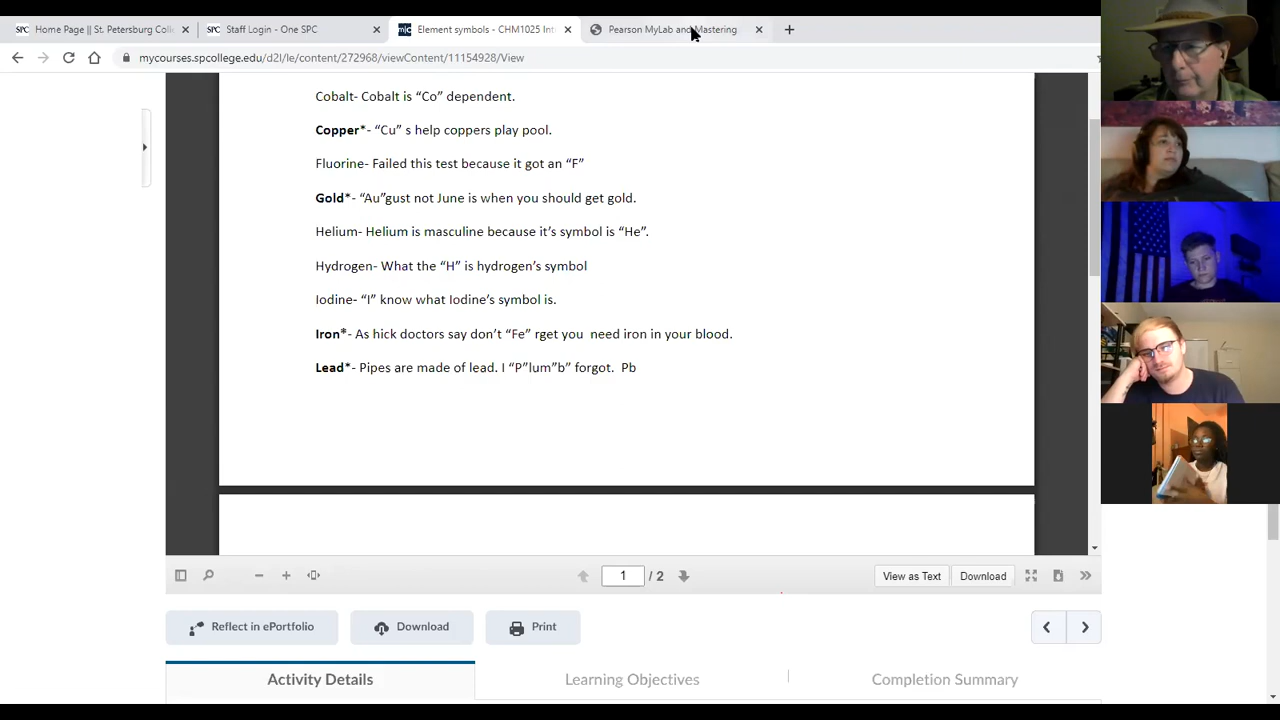 Home Page || St. Petersburg Coll
Staff Login - One SPC
Element symbols - CHM1025 Int
Pearson MyLab and Mastering
mycourses.spcollege.edu/d2l/le/content/272968/viewContent/11154928/View
Cobalt- Cobalt is “Co” dependent.
Copper*- “Cu” s help coppers play pool.
Fluorine- Failed this test because it got an “F”
Gold*- “Au”gust not June is when you should get gold.
Helium- Helium is masculine because it’s symbol is “He”.
Hydrogen- What the “H” is hydrogen’s symbol
Iodine- “I” know what Iodine’s symbol is.
Iron*- As hick doctors say don’t “Fe” rget you  need iron in your blood.
Lead*- Pipes are made of lead. I “P”lum”b” forgot.  Pb
1 / 2
View as Text
Download
Reflect in ePortfolio
Download
Print
Activity Details
Learning Objectives
Completion Summary